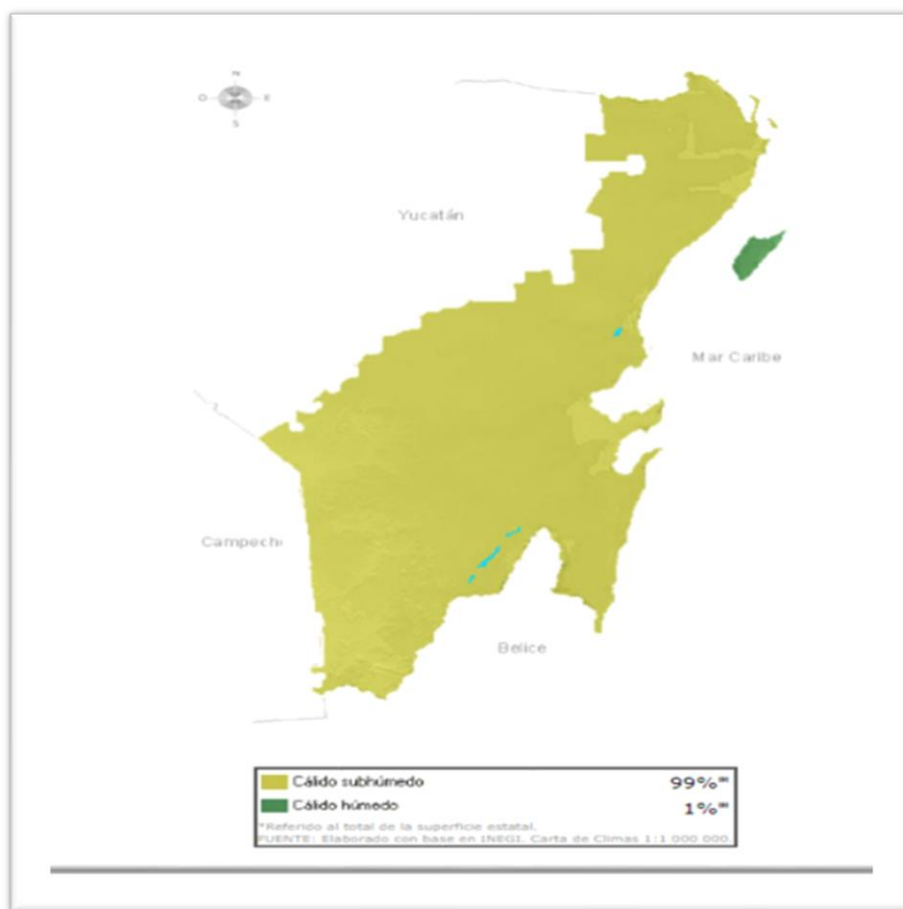 N
O E
S
Yucatán
Mar Caribe
Campech
Belice
Cálido subhúmedo 99%*
Cálido húmedo 1%*
*Referido al total de la superficie estatal.
FUENTE: Elaborado con base en INEGI. Carta de Climas 1:1 000 000.